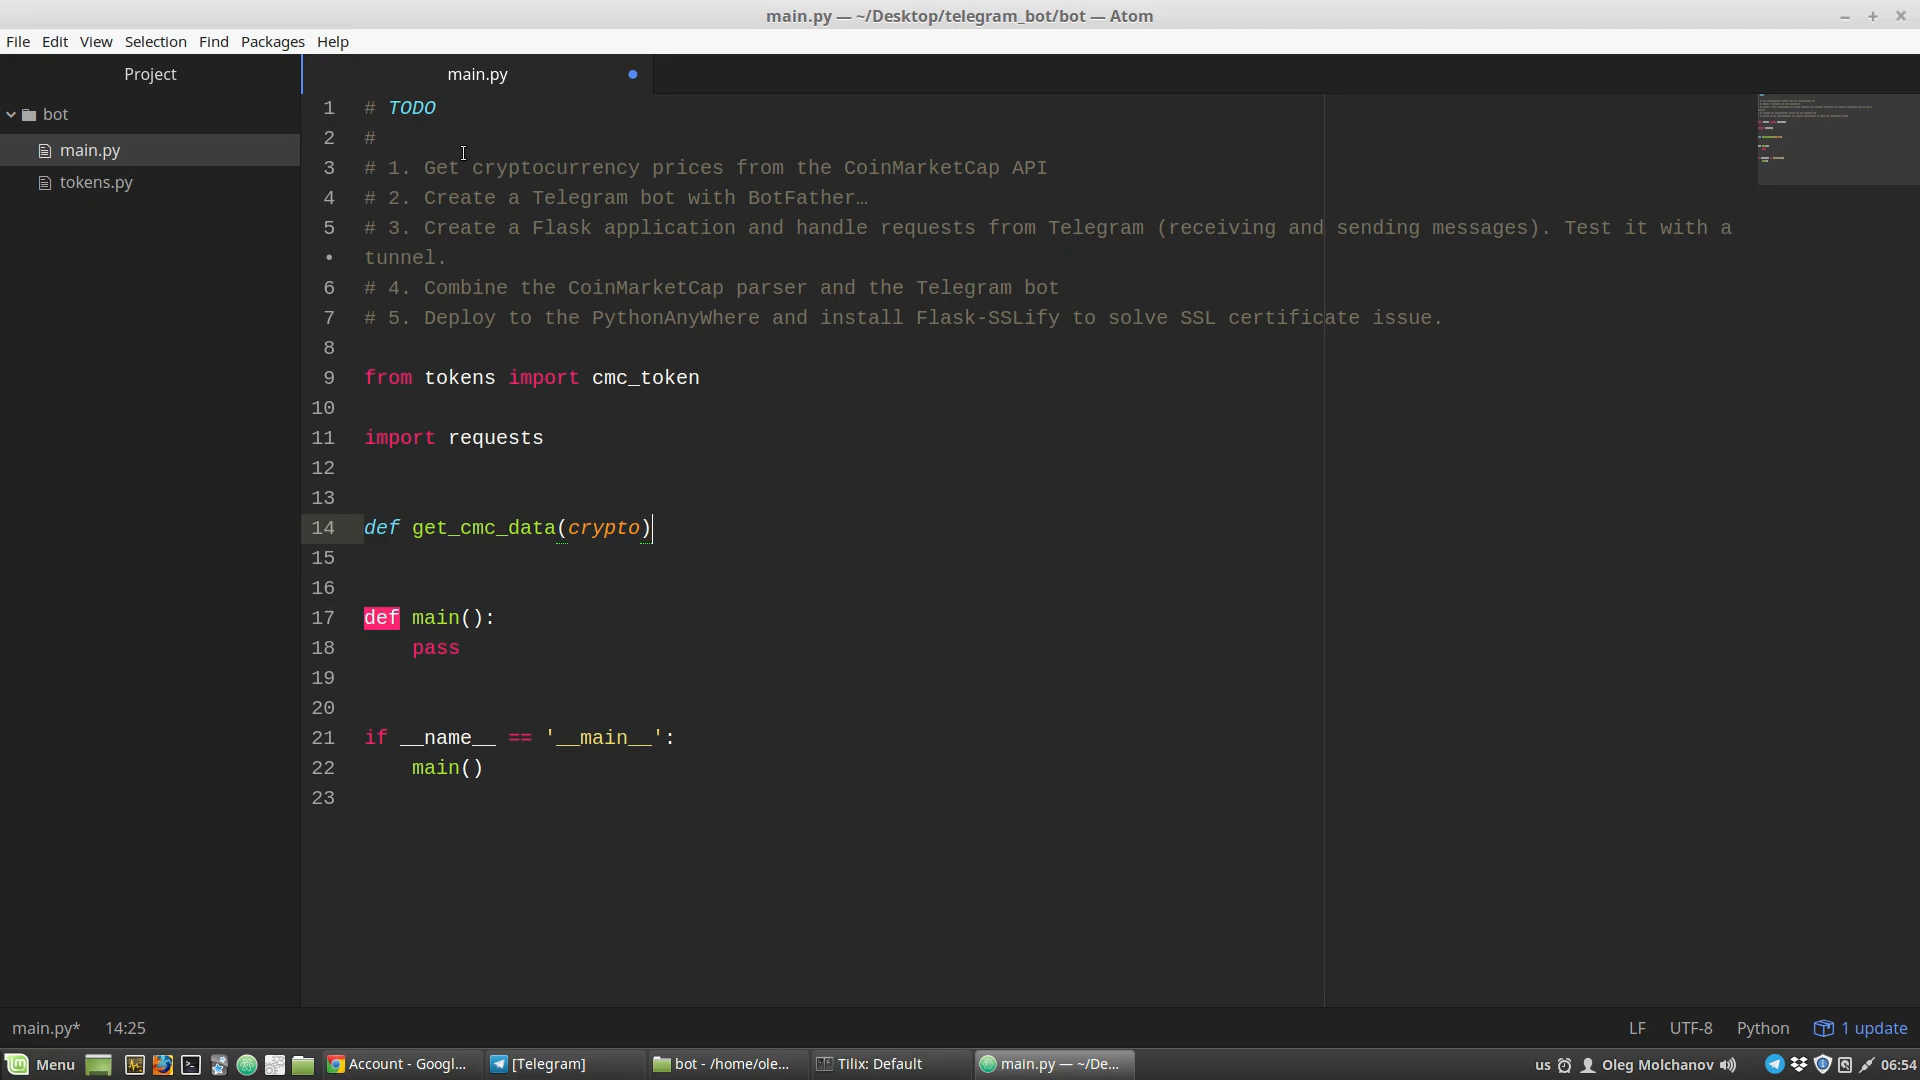 main.py — ~/Desktop/telegram_bot/bot — Atom
File Edit View Selection Find Packages Help
Project
main.py
bot
main.py
tokens.py
1 # TODO
2 #
3 # 1. Get cryptocurrency prices from the CoinMarketCap API
4 # 2. Create a Telegram bot with BotFather…
5 # 3. Create a Flask application and handle requests from Telegram (receiving and sending messages). Test it with a
• tunnel.
6 # 4. Combine the CoinMarketCap parser and the Telegram bot
7 # 5. Deploy to the PythonAnyWhere and install Flask-SSLify to solve SSL certificate issue.
8
9 from tokens import cmc_token
10
11 import requests
12
13
14 def get_cmc_data(crypto)
15
16
17 def main():
18     pass
19
20
21 if __name__ == '__main__':
22     main()
23
main.py* 14:25
LF UTF-8 Python 1 update
Menu Account - Googl... [Telegram] bot - /home/ole... Tilix: Default main.py — ~/De... us Oleg Molchanov 06:54